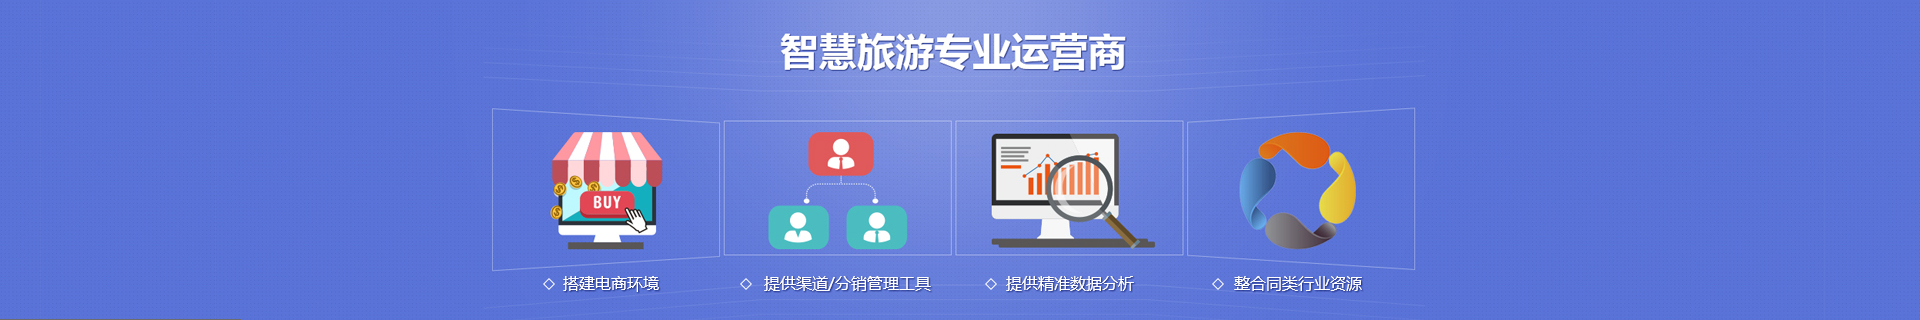 智慧旅游专业运营商
BUY
搭建电商环境
提供渠道/分销管理工具
提供精准数据分析
整合同类行业资源